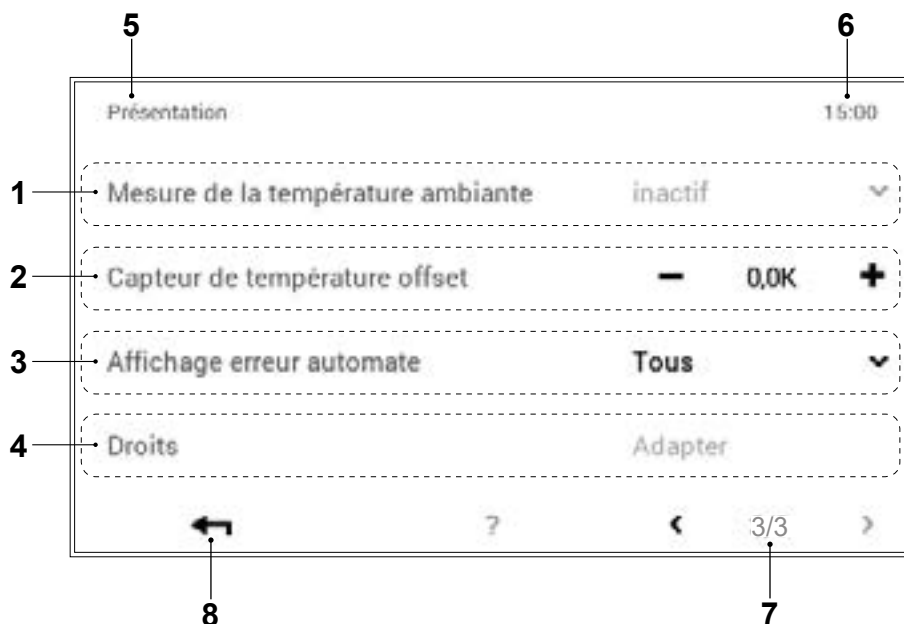 5 6
Présentation 15:00
1 Mesure de la température ambiante inactif
2 Capteur de température offset − 0,0K +
3 Affichage erreur automate Tous
4 Droits Adapter
? < 3/3 >
8 7